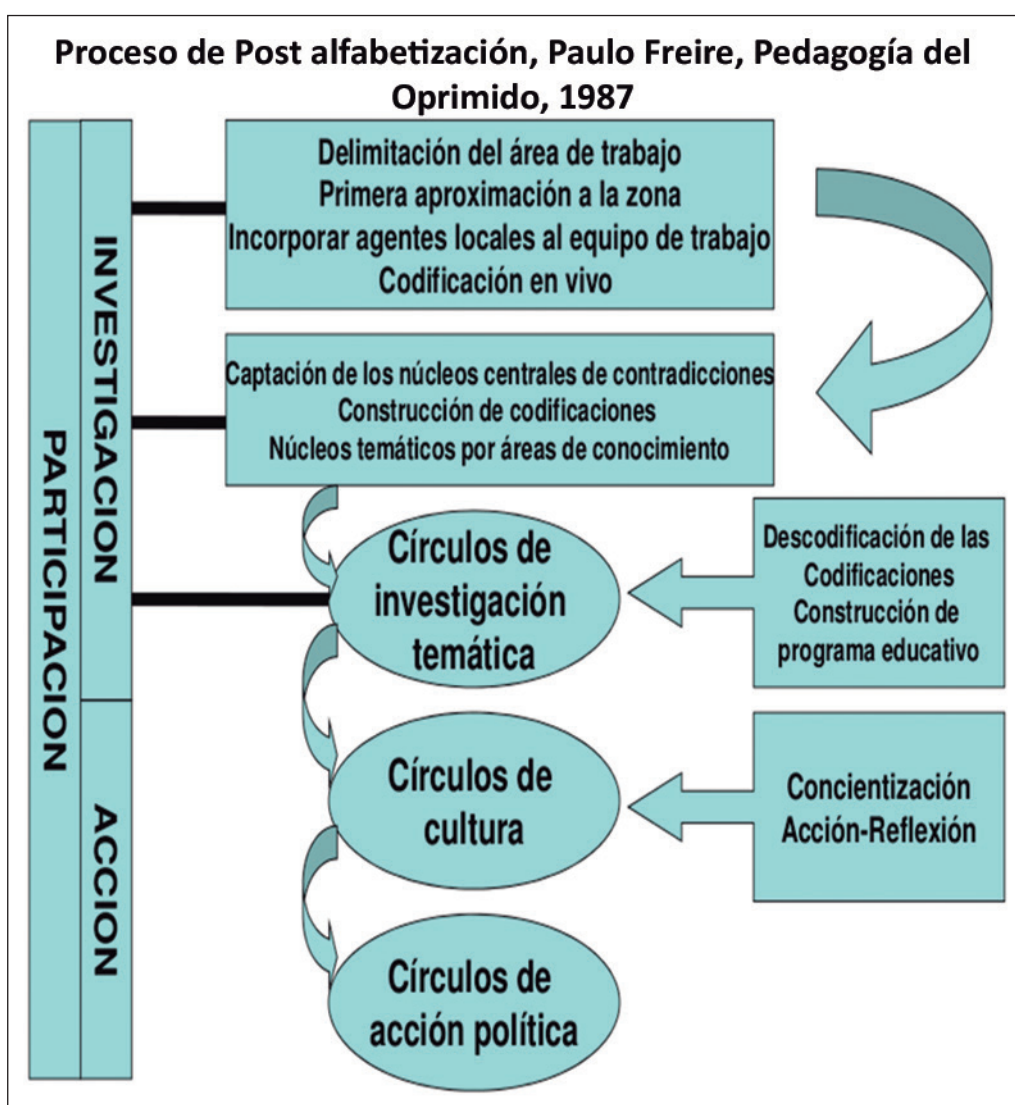 Proceso de Post alfabetización, Paulo Freire, Pedagogía del
Oprimido, 1987
PARTICIPACION
INVESTIGACION
ACCION
Delimitación del área de trabajo
Primera aproximación a la zona
Incorporar agentes locales al equipo de trabajo
Codificación en vivo
Captación de los núcleos centrales de contradicciones
Construcción de codificaciones
Núcleos temáticos por áreas de conocimiento
Círculos de
investigación
temática
Descodificación de las
Codificaciones
Construcción de
programa educativo
Círculos de
cultura
Concientización
Acción-Reflexión
Círculos de
acción política